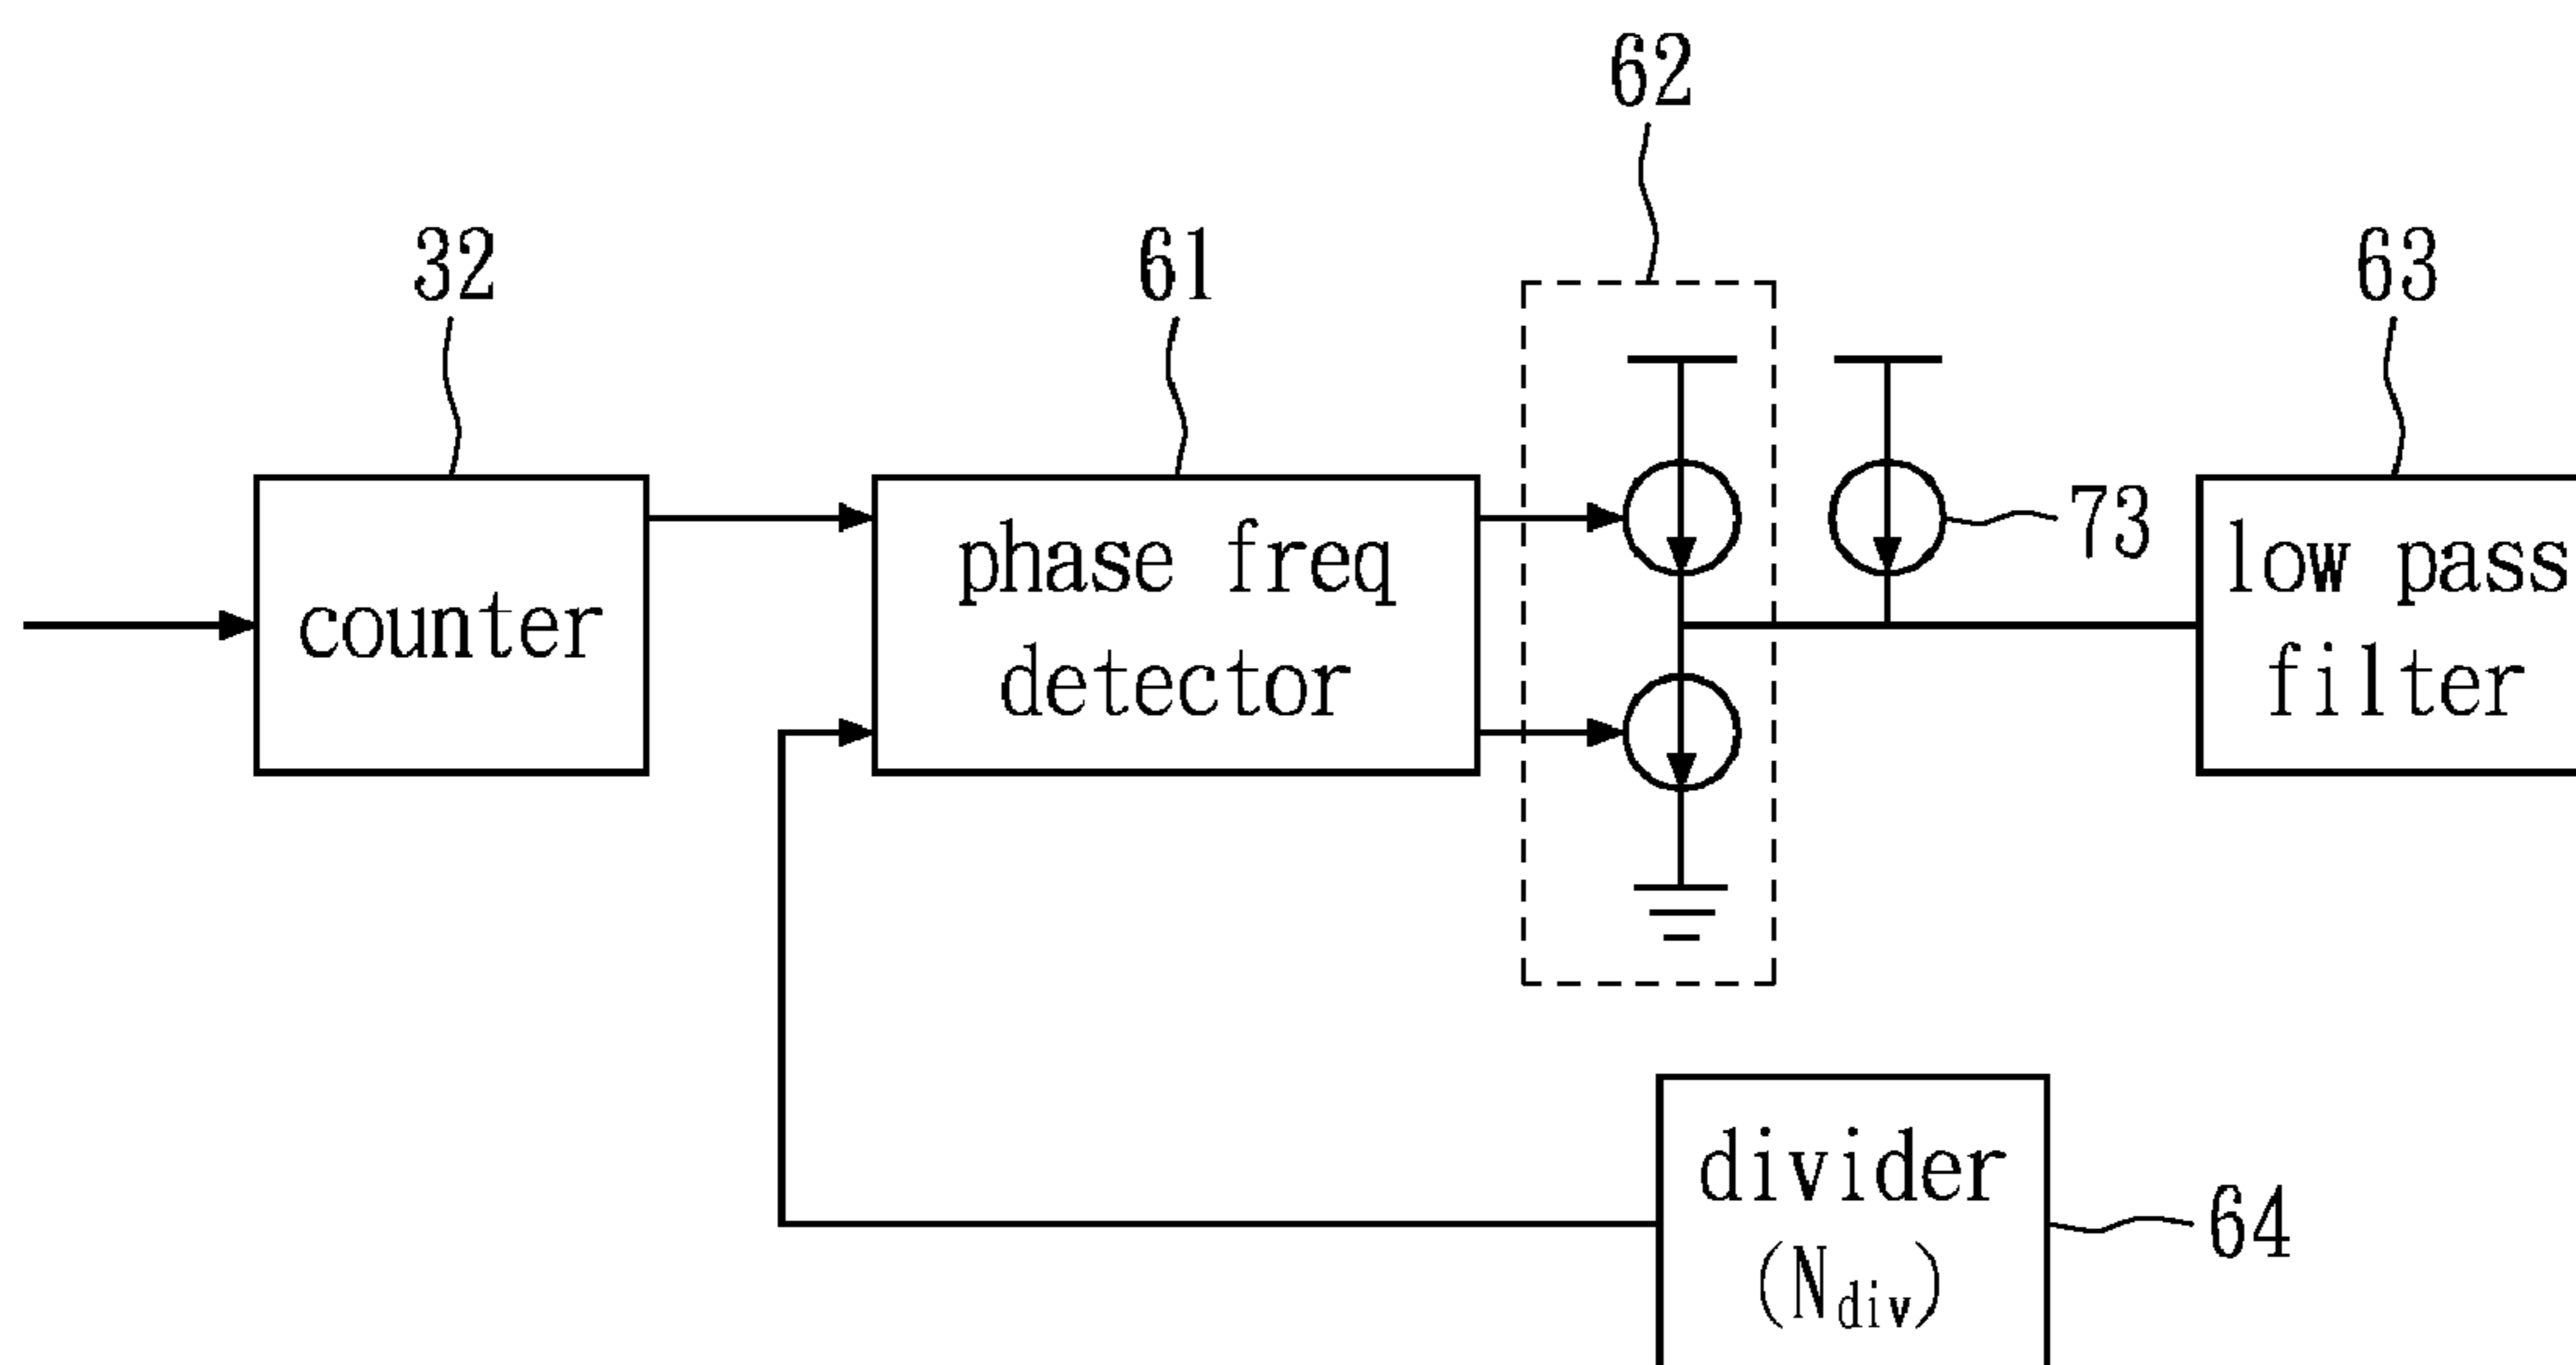 62
32
61
63
73
counter
phase freq
detector
low pass
filter
divider
(Ndiv)
64